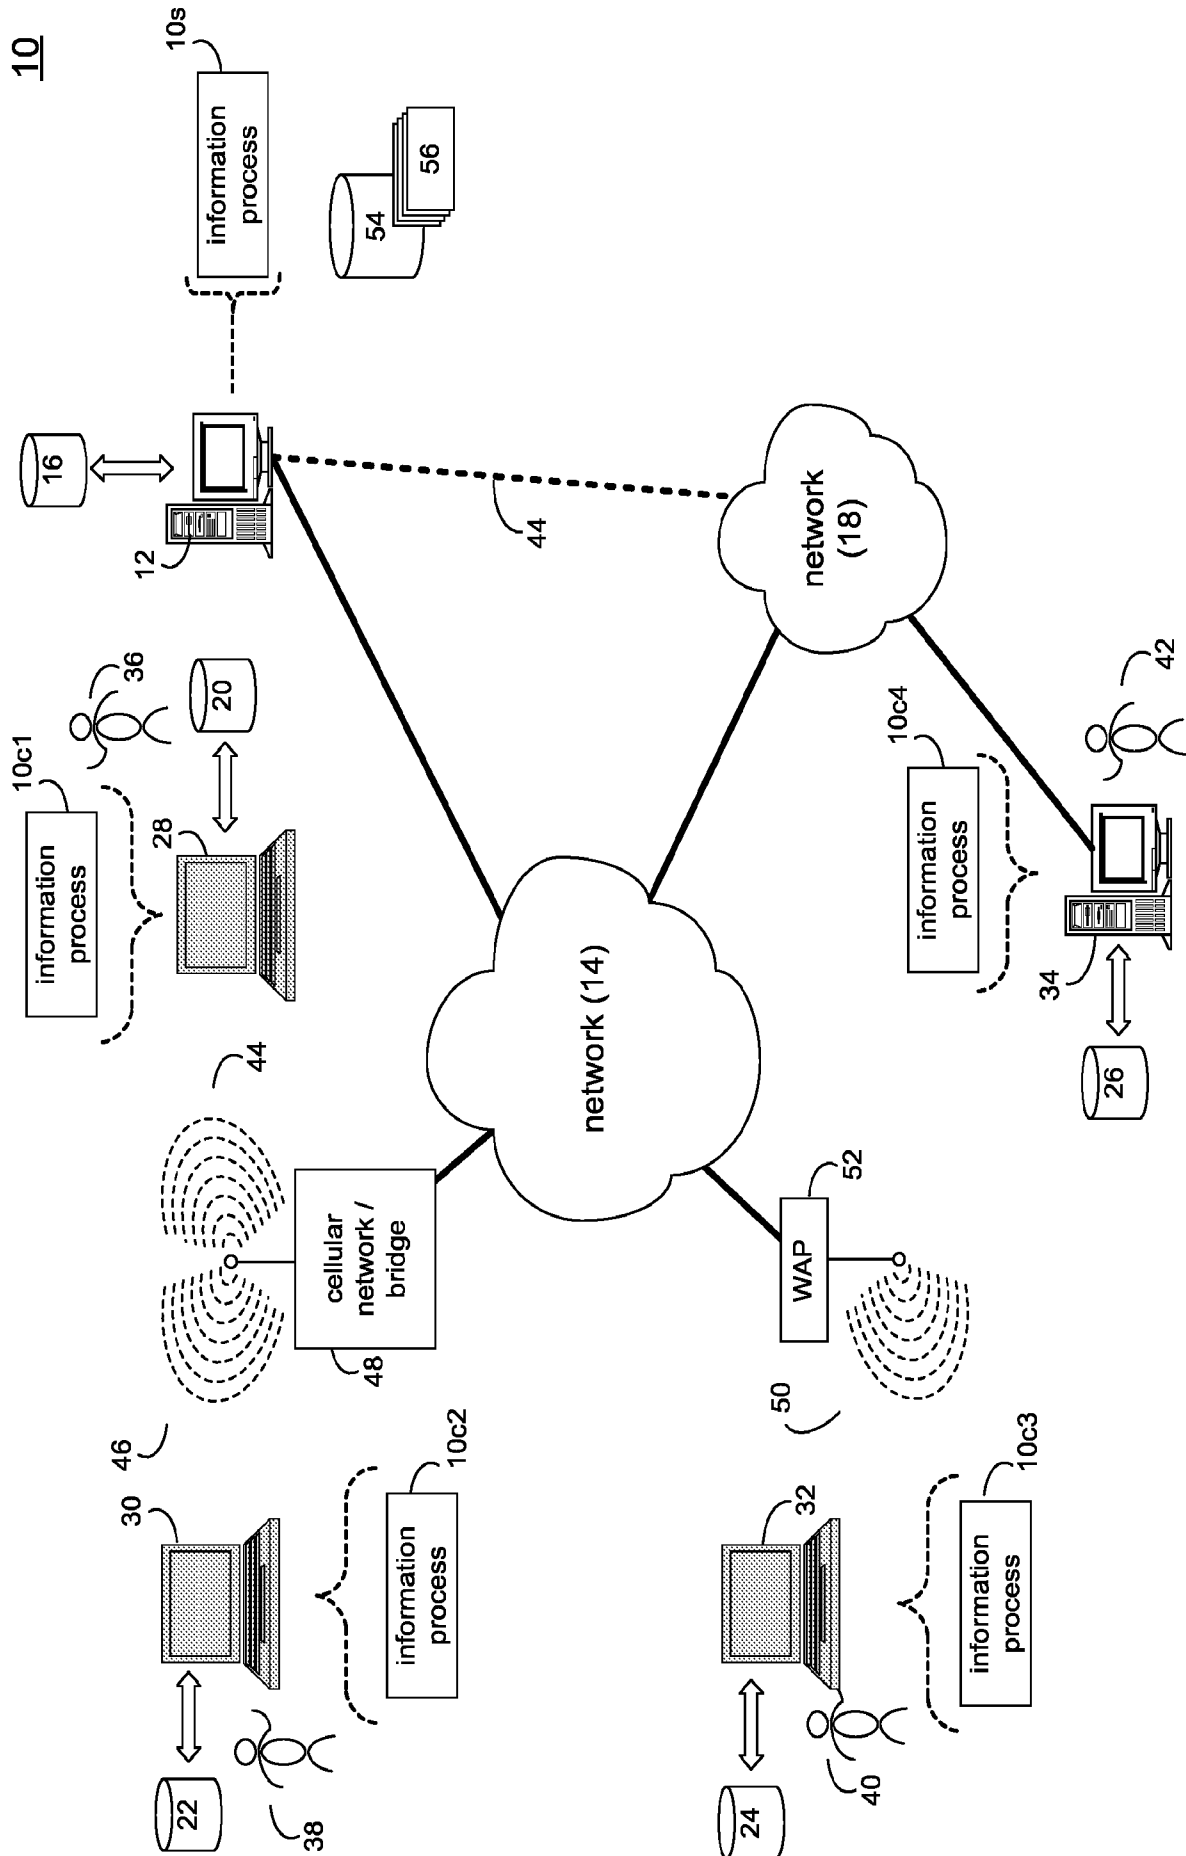 10
10s
information
process
54
56
16
12
44
network
(18)
36
20
10c1
information
process
28
10c4
information
process
42
34
26
network (14)
44
cellular
network /
bridge
48
46
WAP
52
50
30
10c2
information
process
22
38
32
10c3
information
process
24
40